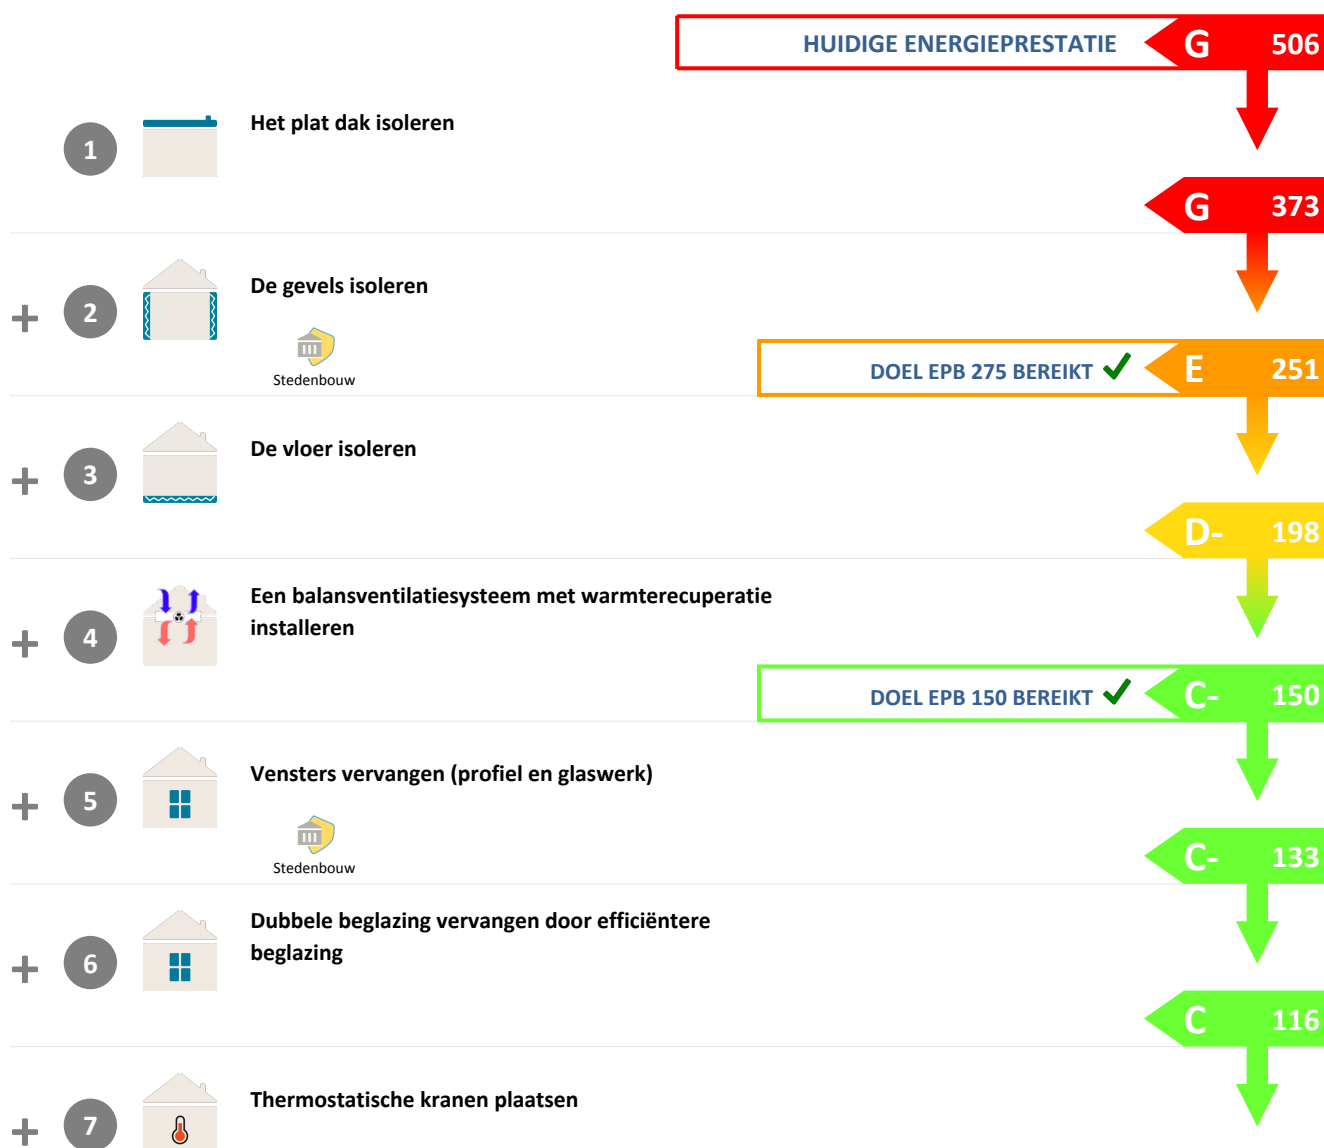 HUIDIGE ENERGIEPRESTATIE G 506
1 Het plat dak isoleren
G 373
+ 2 De gevels isoleren
Stedenbouw
DOEL EPB 275 BEREIKT E 251
+ 3 De vloer isoleren
D- 198
+ 4 Een balansventilatiesysteem met warmterecuperatie
installeren
DOEL EPB 150 BEREIKT C- 150
+ 5 Vensters vervangen (profiel en glaswerk)
Stedenbouw
C- 133
+ 6 Dubbele beglazing vervangen door efficiëntere
beglazing
C 116
+ 7 Thermostatische kranen plaatsen